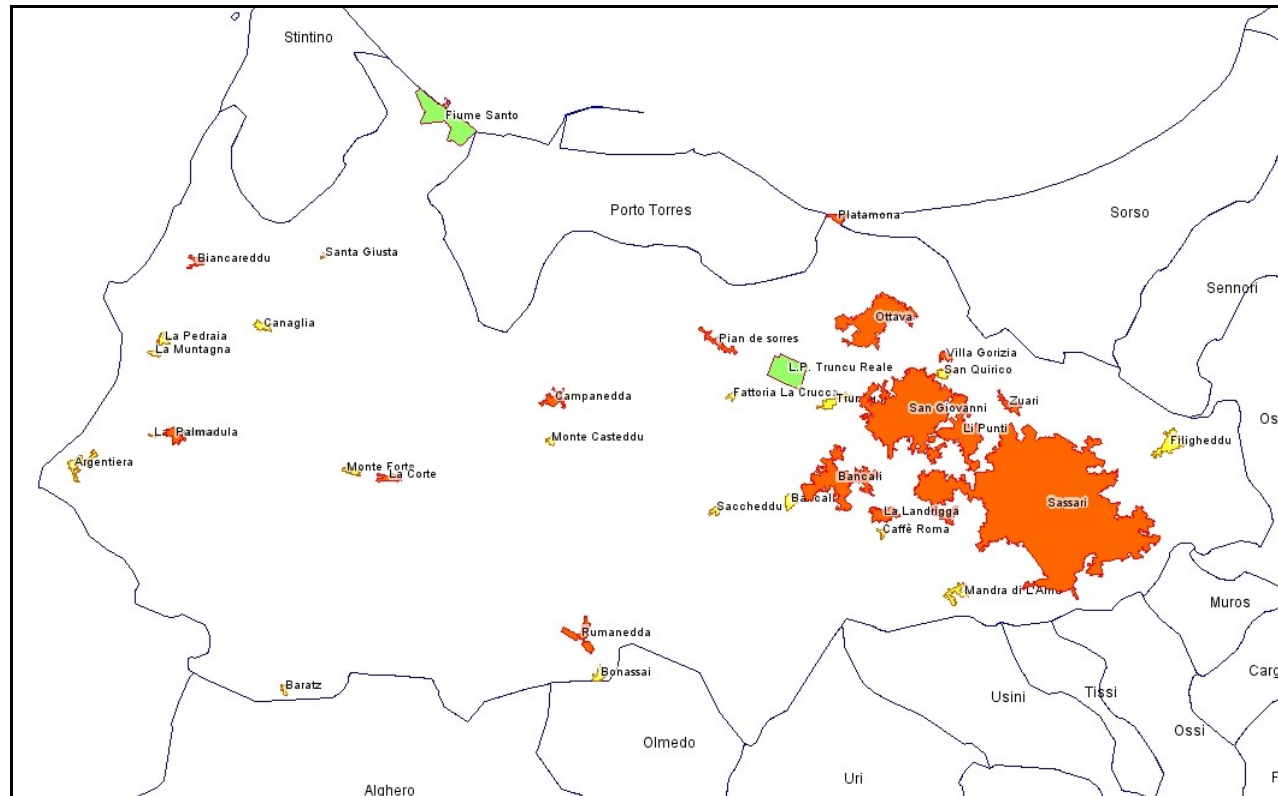 Stintino
Fiume Santo
Porto Torres
Platamona
Sorso
Santa Giusta
Biancareddu
Sennori
Ottava
Canaglia
La Pedraia
La Muntagna
Pian de sorres
Villa Gorizia
L.P. Truncu Reale
San Quirico
Fattoria La Crucca
Campanedda
San Giovanni
Zuari
Li Punti
La Palmadula
Monte Casteddu
Filigheddu
Argentiera
Monte Forte
La Corte
Bancali
Bancali
Sassari
Saccheddu
La Landrigga
Caffè Roma
Mandra di L'Ainu
Muros
Rumanedda
Bonassai
Baratz
Usini
Tissi
Ossi
Olmedo
Uri
Alghero